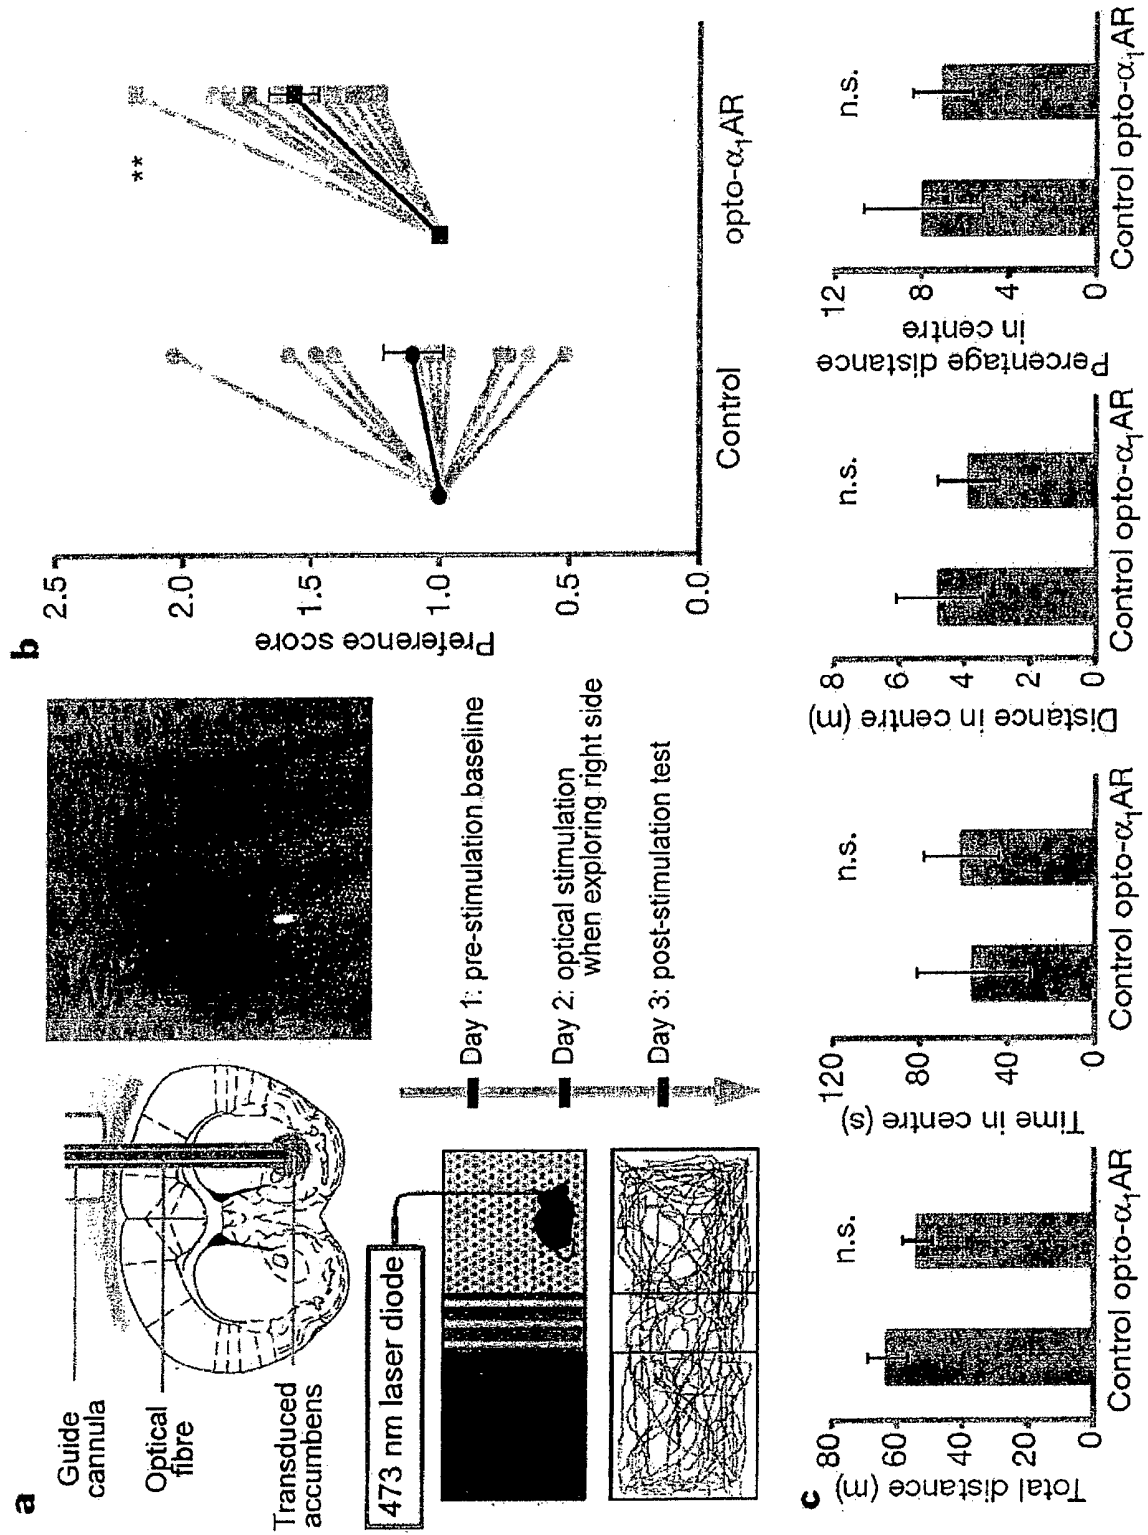 a
Guide
cannula
Optical
fibre
Transduced
accumbens
473 nm laser diode
Day 1: pre-stimulation baseline
Day 2: optical stimulation
when exploring right side
Day 3: post-stimulation test
b
Preference score
2.5
2.0
1.5
1.0
0.5
0.0
**
Control
opto-α₁AR
c
Total distance (m)
80
60
40
20
0
n.s.
Control opto-α₁AR
Time in centre (s)
120
80
40
0
n.s.
Control opto-α₁AR
Distance in centre (m)
8
6
4
2
0
n.s.
Control opto-α₁AR
Percentage distance
in centre
12
8
4
0
n.s.
Control opto-α₁AR